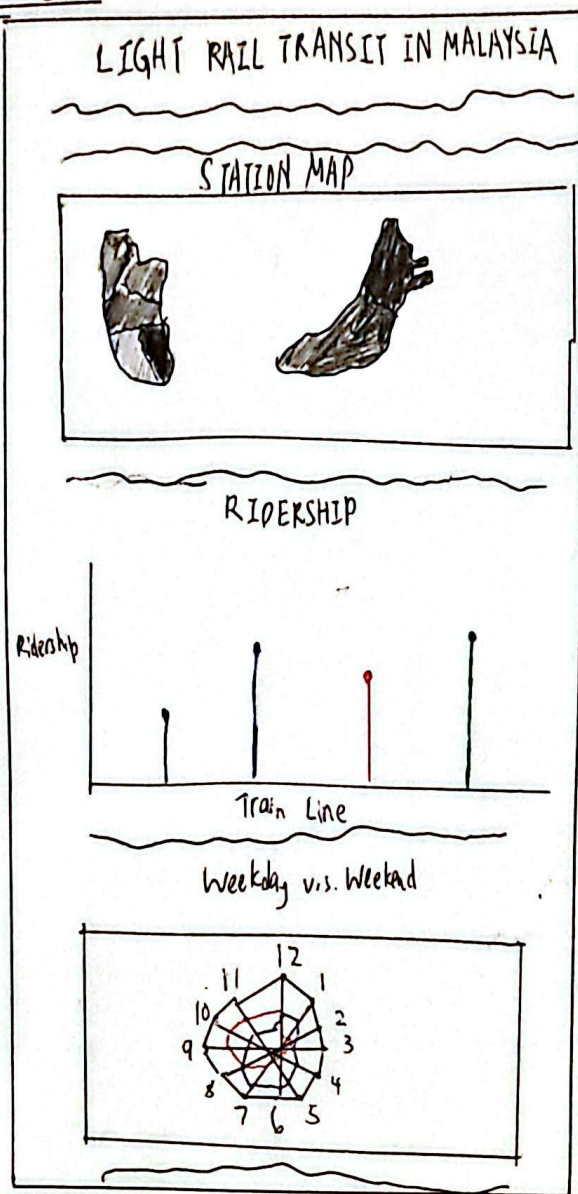 LIGHT RAIL TRANSIT IN MALAYSIA
STATION MAP
RIDERSHIP
Ridership
Train Line
Weekday v.s. Weekend
12
11
1
10
2
9
3
8
4
7
6
5